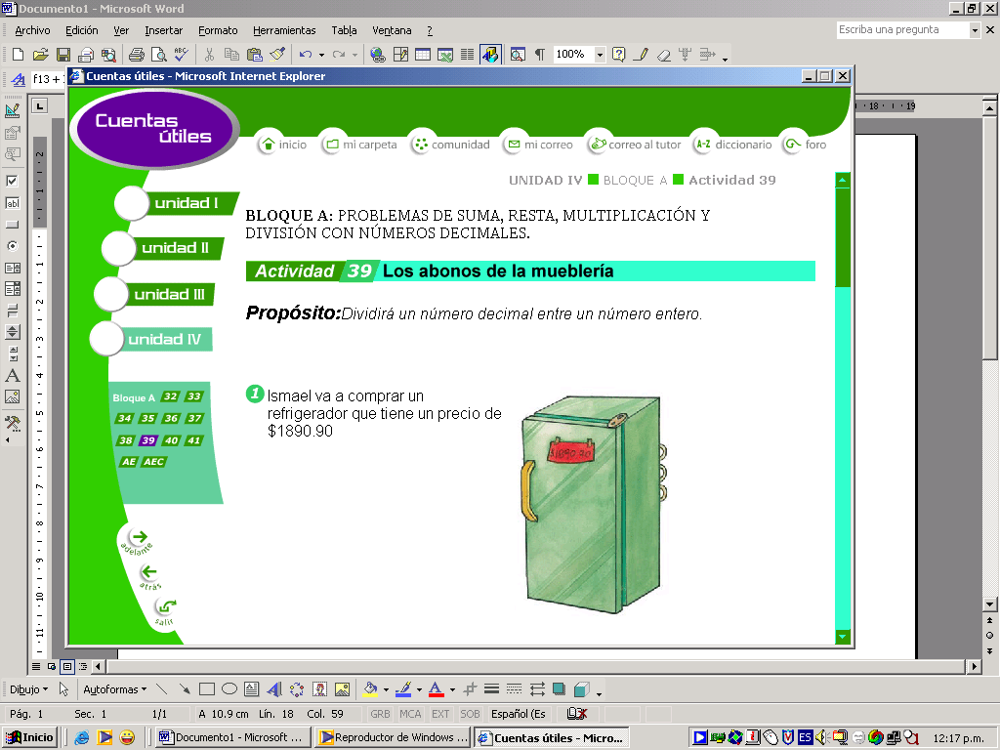 Documento1 - Microsoft Word
Archivo Edición Ver Insertar Formato Herramientas Tabla Ventana ?
Escriba una pregunta
100%
f13 +
Cuentas útiles - Microsoft Internet Explorer
Cuentas
útiles
inicio mi carpeta comunidad mi correo correo al tutor A-Z diccionario foro
UNIDAD IV BLOQUE A Actividad 39
unidad I
unidad II
unidad III
unidad IV
BLOQUE A: PROBLEMAS DE SUMA, RESTA, MULTIPLICACIÓN Y
DIVISIÓN CON NÚMEROS DECIMALES.
Actividad 39 Los abonos de la mueblería
Propósito:Dividirá un número decimal entre un número entero.
Bloque A 32 33
34 35 36 37
38 39 40 41
AE AEC
1 Ismael va a comprar un
refrigerador que tiene un precio de
$1890.90
$1890.90
adelante
atrás
salir
Dibujo Autoformas
Pág. 1 Sec. 1 1/1 A 10.9 cm Lín. 18 Col. 59 GRB MCA EXT SOB Español (Es
Inicio Documento1 - Microsoft ... Reproductor de Windows ... Cuentas útiles - Micro... ES 12:17 p.m.